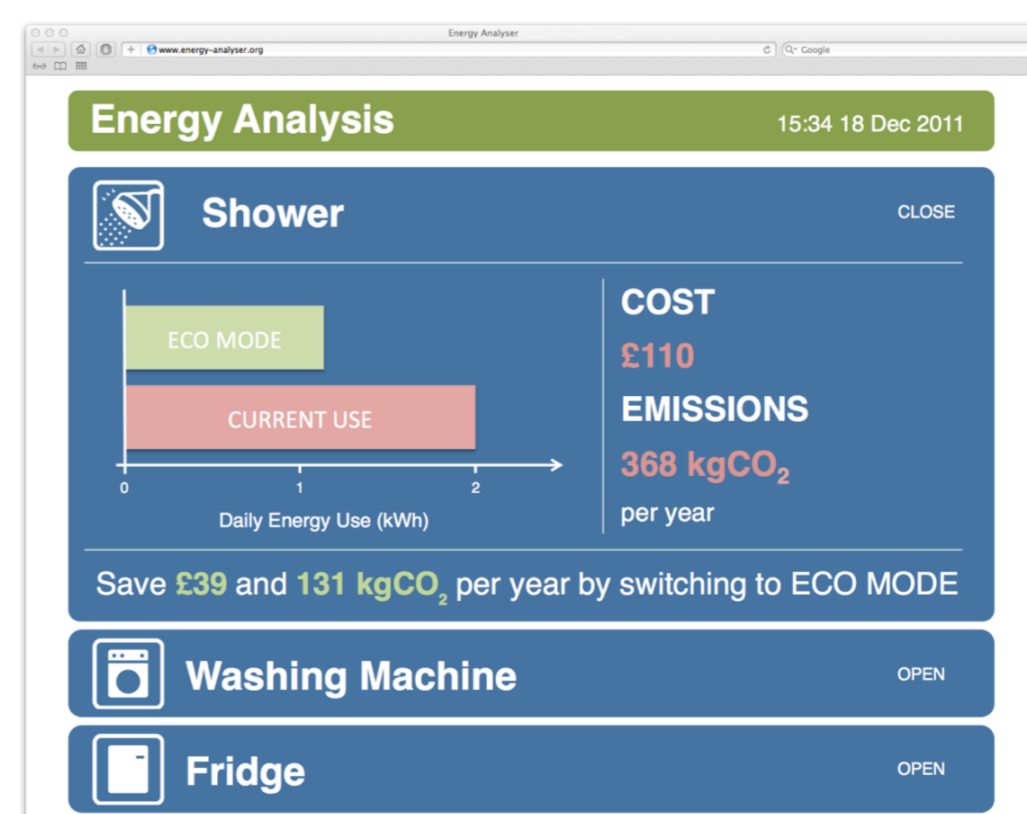 Energy Analyser
www.energy-analyser.org
Google
Energy Analysis
15:34 18 Dec 2011
Shower
CLOSE
ECO MODE
CURRENT USE
0 1 2
Daily Energy Use (kWh)
COST
£110
EMISSIONS
368 kgCO₂
per year
Save £39 and 131 kgCO₂ per year by switching to ECO MODE
Washing Machine
OPEN
Fridge
OPEN